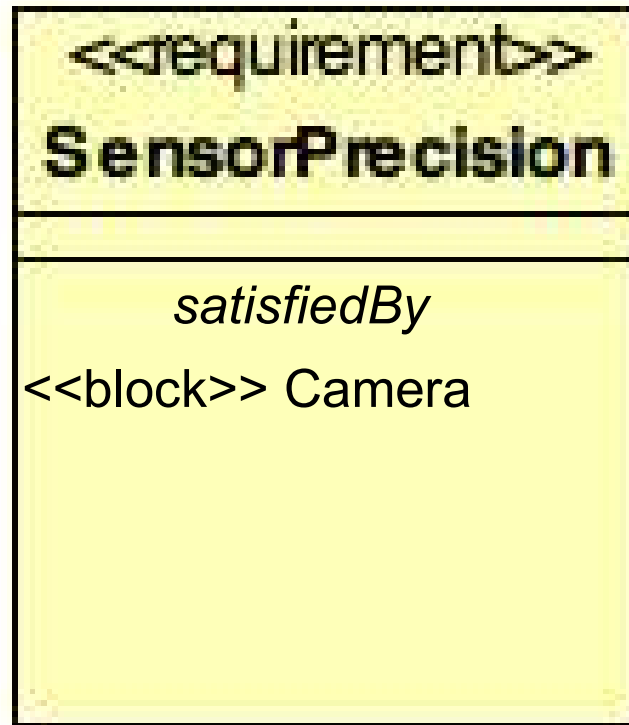 <<requirement>>
SensorPrecision
satisfiedBy
<<block>> Camera